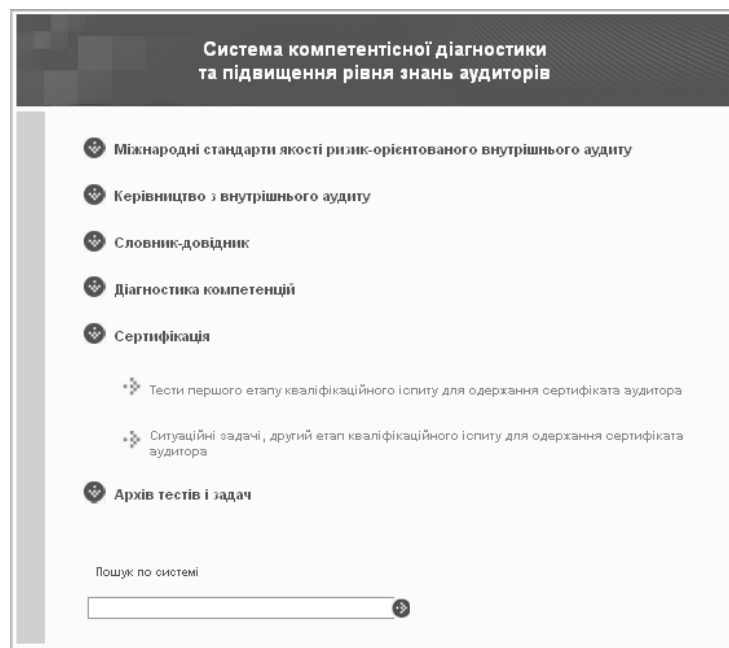 Система компетентісної діагностики
та підвищення рівня знань аудиторів
Міжнародні стандарти якості ризик-орієнтованого внутрішнього аудиту
Керівництво з внутрішнього аудиту
Словник-довідник
Діагностика компетенцій
Сертифікація
Тести першого етапу кваліфікаційного іспиту для одержання сертифіката аудитора
Ситуаційні задачі, другий етап кваліфікаційного іспиту для одержання сертифіката
аудитора
Архів тестів і задач
Пошук по системі